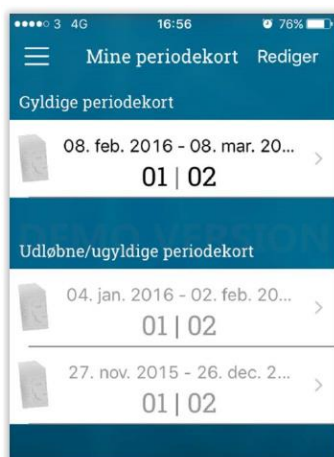 3 4G 16:56 76%
Mine periodekort Rediger
Gyldige periodekort
08. feb. 2016 - 08. mar. 20...
01 | 02
DEMO VERSION
Udløbne/ugyldige periodekort
04. jan. 2016 - 02. feb. 20...
01 | 02
27. nov. 2015 - 26. dec. 2...
01 | 02